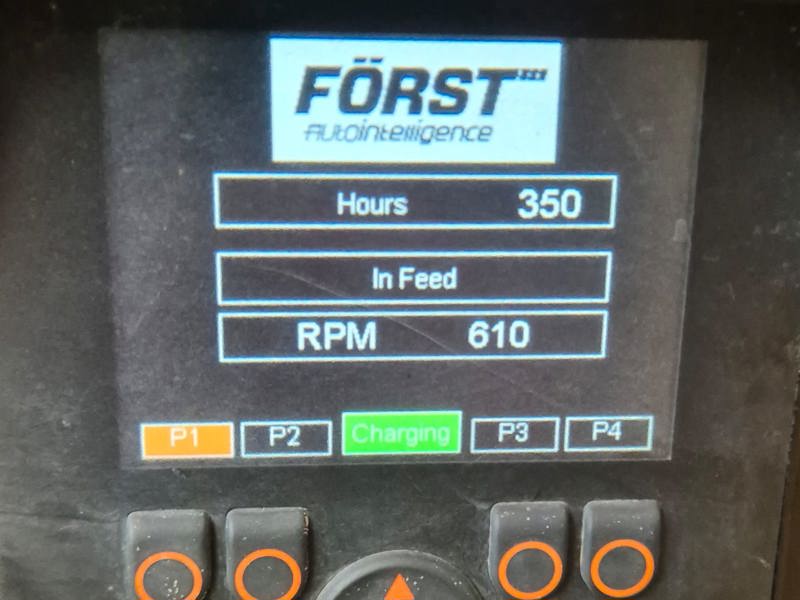 FÖRST
Autointelligence
Hours 350
In Feed
RPM 610
P1 P2 Charging P3 P4